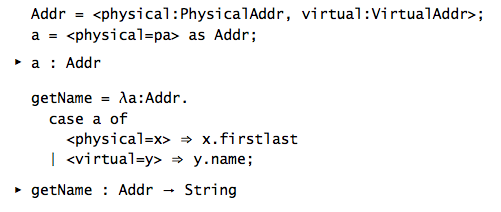 Addr = <physical:PhysicalAddr, virtual:VirtualAddr>;
a = <physical=pa> as Addr;
▸ a : Addr
getName = λa:Addr.
case a of
<physical=x> ⇒ x.firstlast
| <virtual=y> ⇒ y.name;
▸ getName : Addr → String